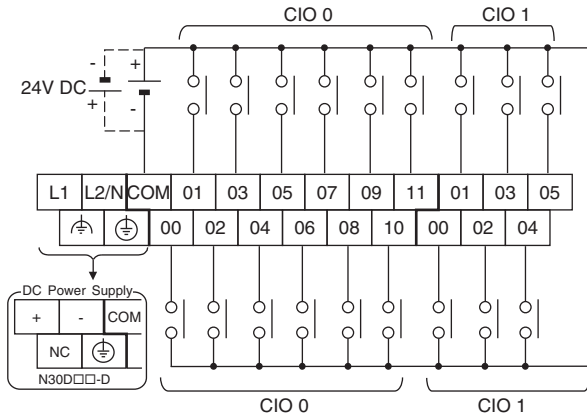 CIO 0 CIO 1
- +
24V DC
+ -
L1 L2/N COM 01 03 05 07 09 11 01 03 05
00 02 04 06 08 10 00 02 04
DC Power Supply
+ - COM
NC
N30D□□-D
CIO 0 CIO 1